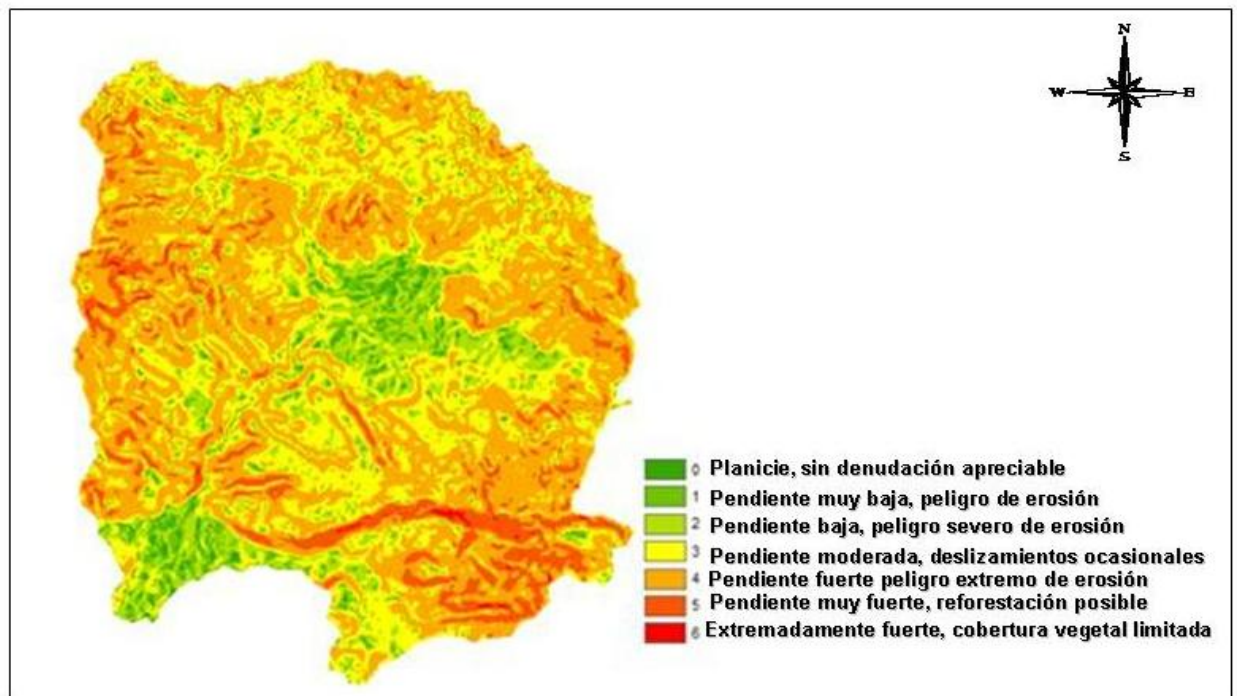 N
W E
S
0 Planicie, sin denudación apreciable
1 Pendiente muy baja, peligro de erosión
2 Pendiente baja, peligro severo de erosión
3 Pendiente moderada, deslizamientos ocasionales
4 Pendiente fuerte peligro extremo de erosión
5 Pendiente muy fuerte, reforestación posible
6 Extremadamente fuerte, cobertura vegetal limitada